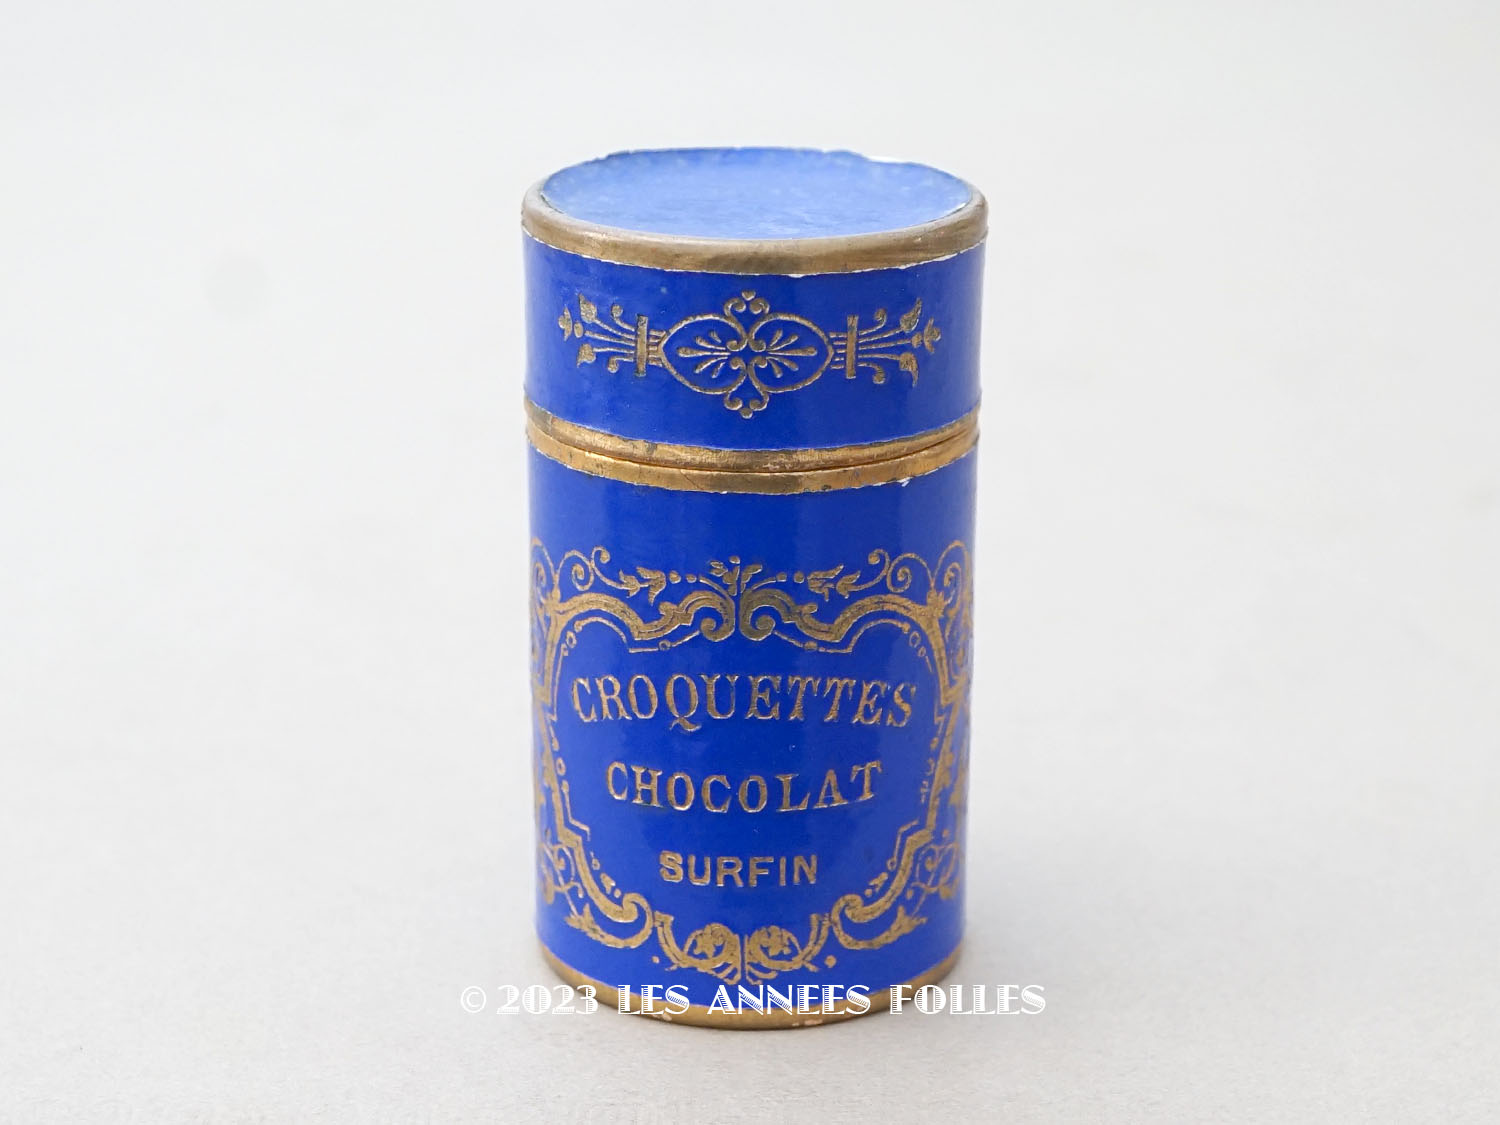 CROQUETTES
CHOCOLAT
SURFIN
© 2023 LES ANNEES FOLLES